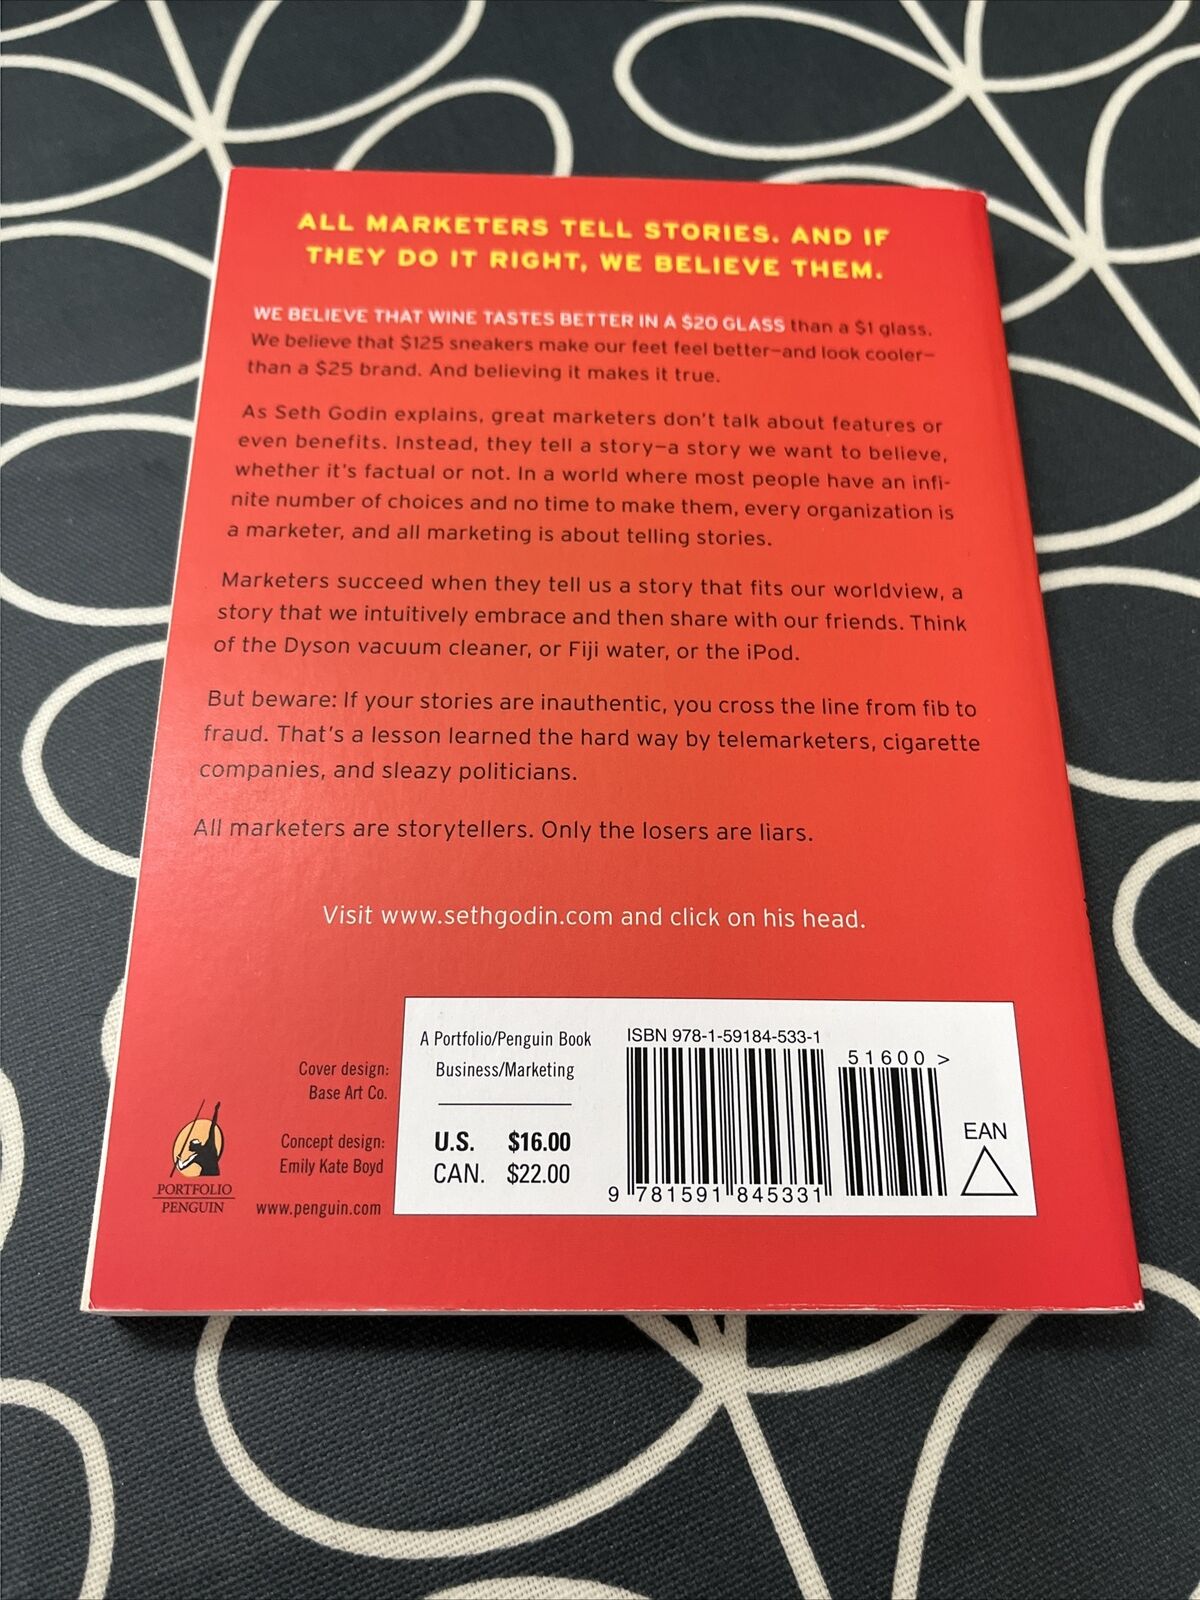 ALL MARKETERS TELL STORIES. AND IF
THEY DO IT RIGHT, WE BELIEVE THEM.
WE BELIEVE THAT WINE TASTES BETTER IN A $20 GLASS than a $1 glass.
We believe that $125 sneakers make our feet feel better—and look cooler—
than a $25 brand. And believing it makes it true.
As Seth Godin explains, great marketers don't talk about features or
even benefits. Instead, they tell a story—a story we want to believe,
whether it's factual or not. In a world where most people have an infi-
nite number of choices and no time to make them, every organization is
a marketer, and all marketing is about telling stories.
Marketers succeed when they tell us a story that fits our worldview, a
story that we intuitively embrace and then share with our friends. Think
of the Dyson vacuum cleaner, or Fiji water, or the iPod.
But beware: If your stories are inauthentic, you cross the line from fib to
fraud. That's a lesson learned the hard way by telemarketers, cigarette
companies, and sleazy politicians.
All marketers are storytellers. Only the losers are liars.
Visit www.sethgodin.com and click on his head.
Cover design:
Base Art Co.
Concept design:
Emily Kate Boyd
www.penguin.com
PORTFOLIO
PENGUIN
A Portfolio/Penguin Book
Business/Marketing
U.S. $16.00
CAN. $22.00
ISBN 978-1-59184-533-1
51600 >
9 781591 845331
EAN